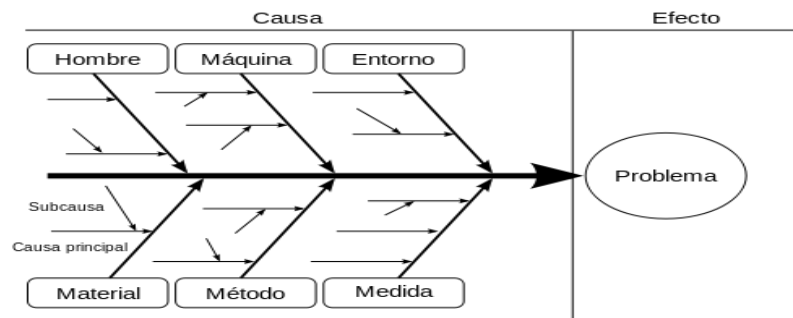 Causa
Efecto
Hombre
Máquina
Entorno
Problema
Subcausa
Causa principal
Material
Método
Medida